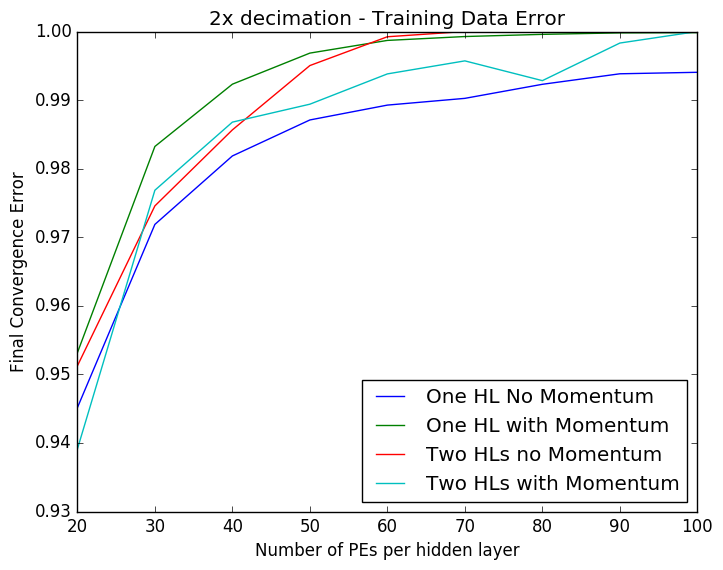 2x decimation - Training Data Error
1.00
0.99
0.98
0.97
0.96
0.95
0.94
0.93
Final Convergence Error
One HL No Momentum
One HL with Momentum
Two HLs no Momentum
Two HLs with Momentum
20 30 40 50 60 70 80 90 100
Number of PEs per hidden layer